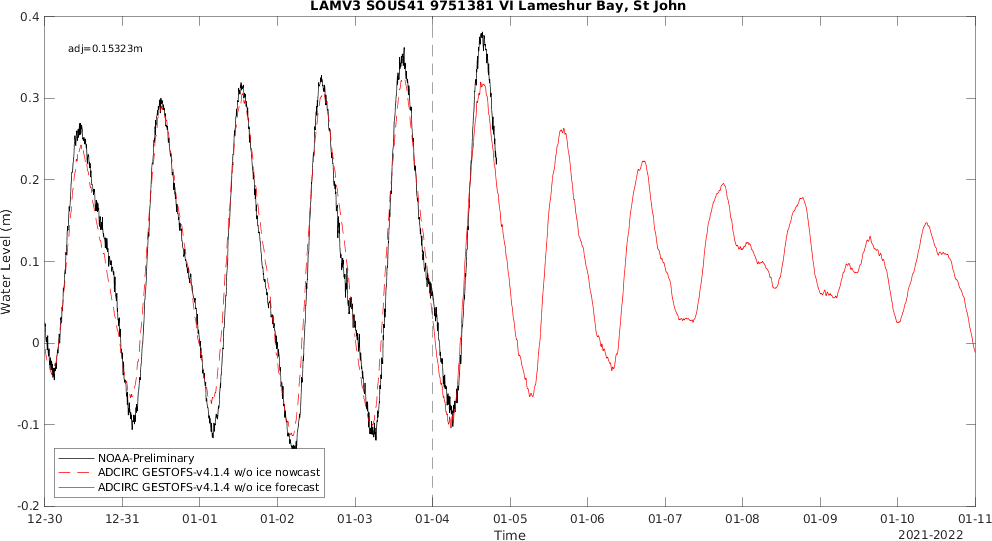 LAMV3 SOUS41 9751381 VI Lameshur Bay, St John
adj=0.15323m
0.4
0.3
0.2
0.1
0
-0.1
-0.2
Water Level (m)
NOAA-Preliminary
ADCIRC GESTOFS-v4.1.4 w/o ice nowcast
ADCIRC GESTOFS-v4.1.4 w/o ice forecast
12-30 12-31 01-01 01-02 01-03 01-04 01-05 01-06 01-07 01-08 01-09 01-10 01-11
Time
2021-2022